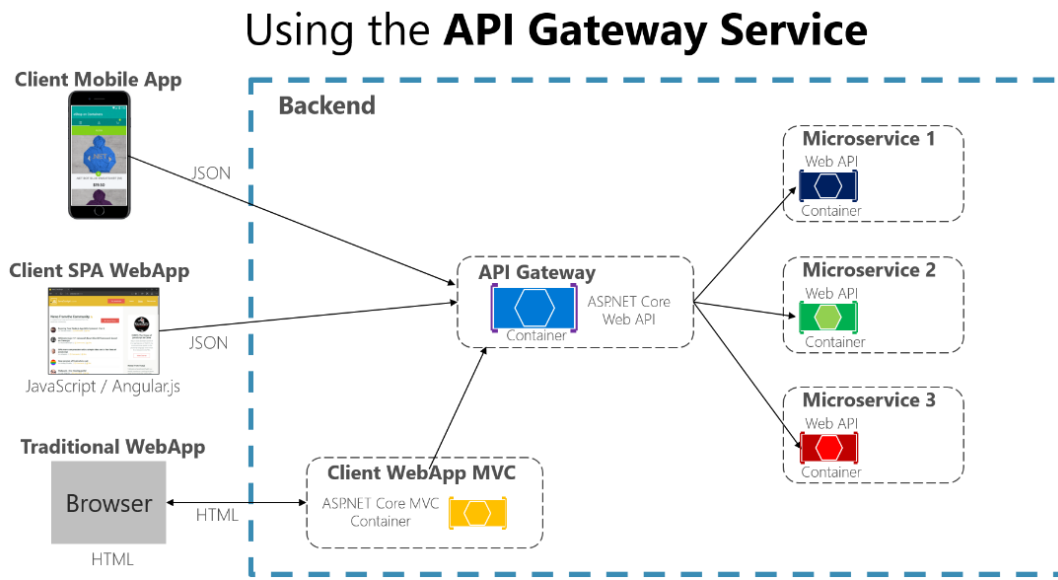 Using the API Gateway Service
Client Mobile App
Backend
JSON
Client SPA WebApp
JSON
JavaScript / Angular.js
Traditional WebApp
Browser
HTML
HTML
Client WebApp MVC
ASP.NET Core MVC
Container
API Gateway
ASP.NET Core
Web API
Container
Microservice 1
Web API
Container
Microservice 2
Web API
Container
Microservice 3
Web API
Container